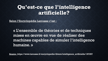 Qu'est-ce que l'intelligence
artificielle?
« L'ensemble de théories et de techniques
mises en œuvre en vue de réaliser des
machines capables de simuler l'intelligence
humaine. »